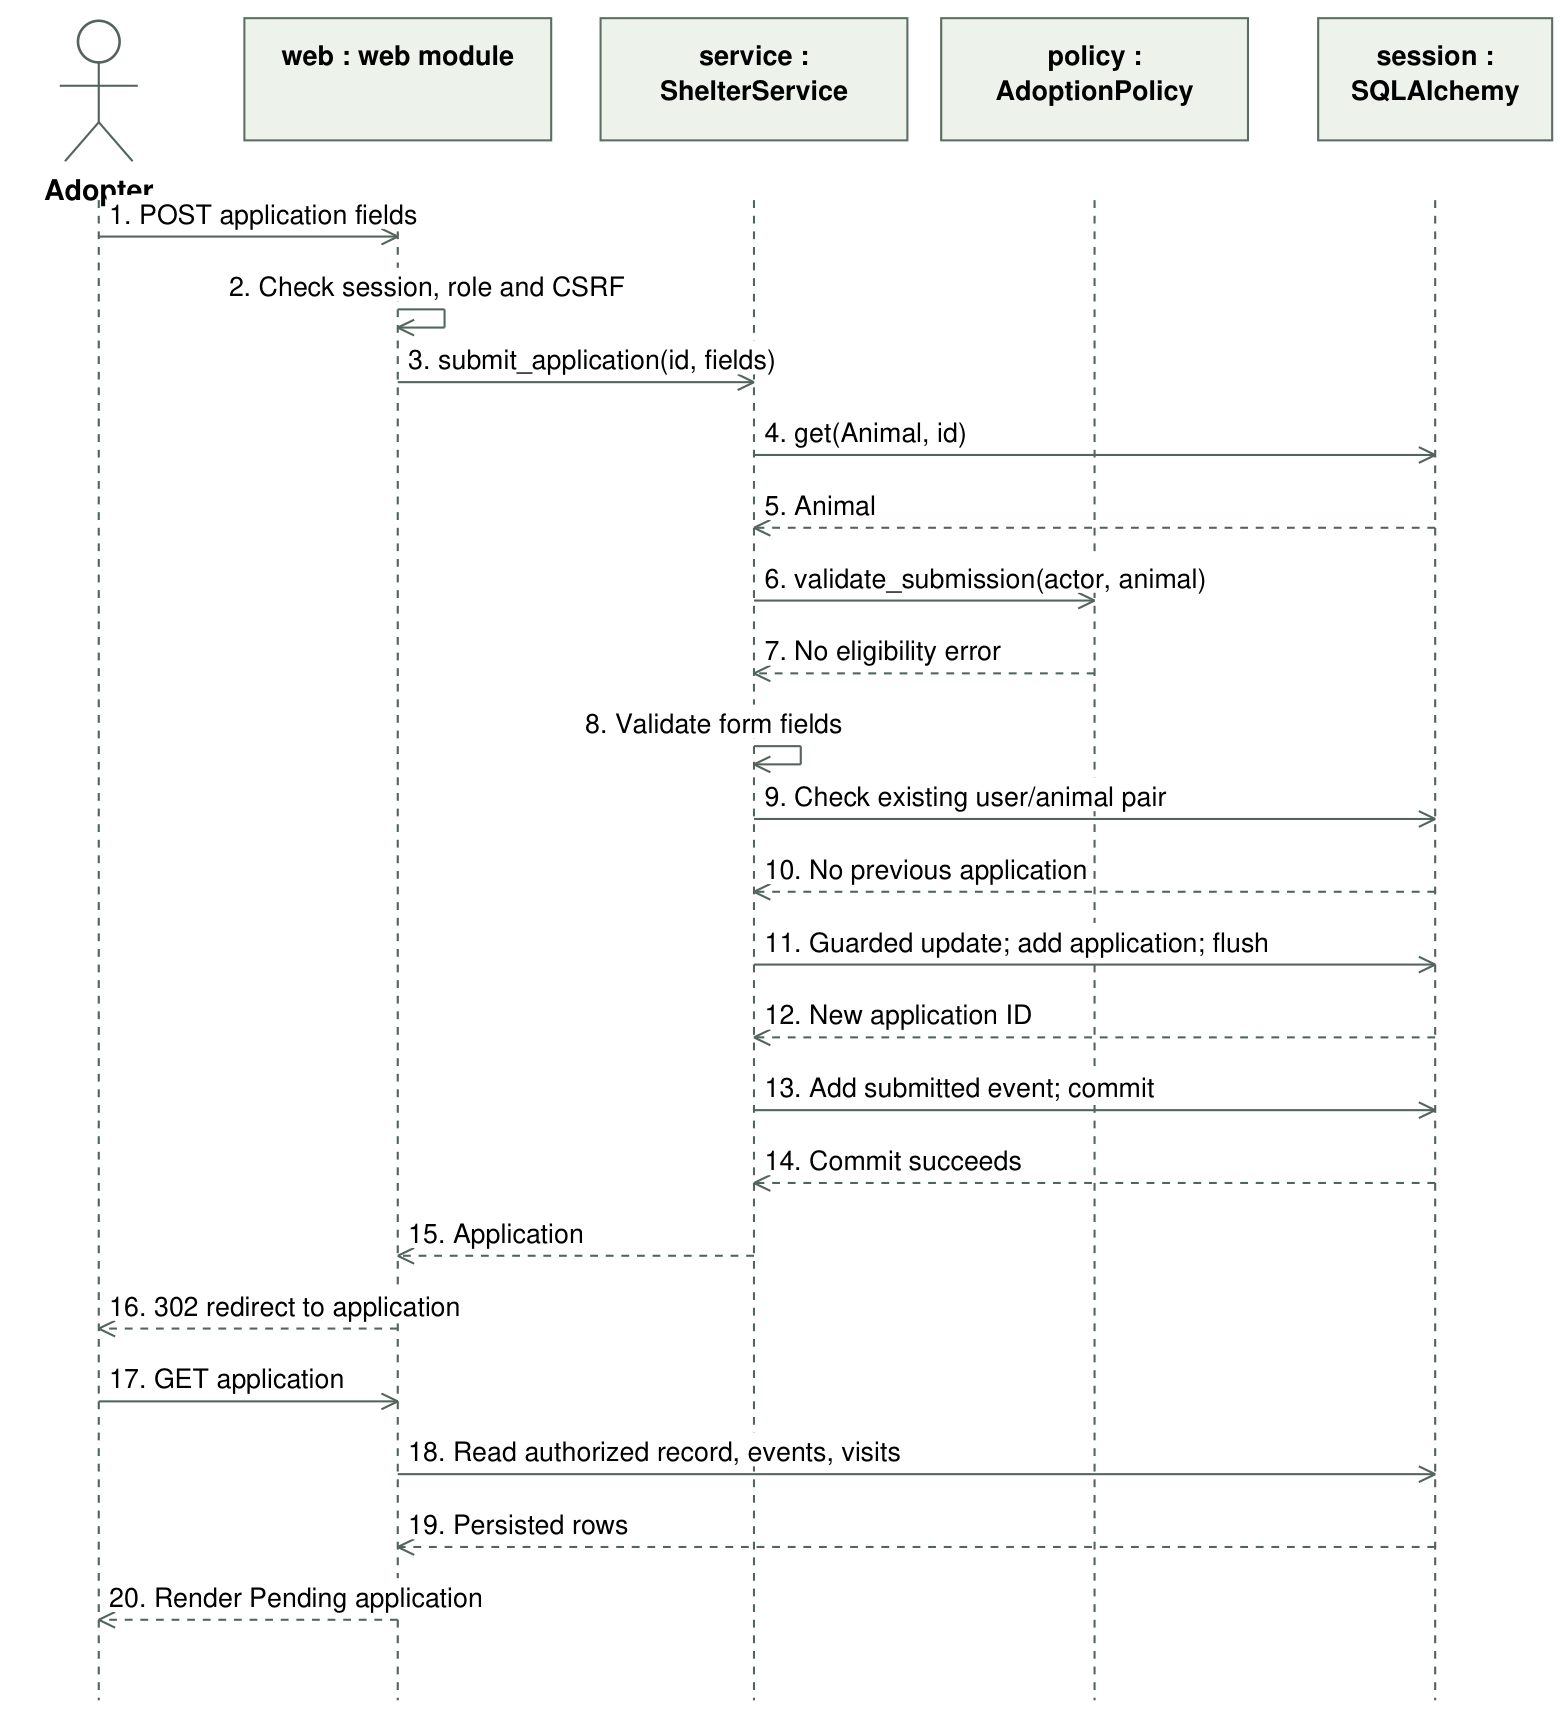 web : web module
service :
ShelterService
policy :
AdoptionPolicy
session :
SQLAlchemy
Adopter
1. POST application fields
2. Check session, role and CSRF
3. submit_application(id, fields)
4. get(Animal, id)
5. Animal
6. validate_submission(actor, animal)
7. No eligibility error
8. Validate form fields
9. Check existing user/animal pair
10. No previous application
11. Guarded update; add application; flush
12. New application ID
13. Add submitted event; commit
14. Commit succeeds
15. Application
16. 302 redirect to application
17. GET application
18. Read authorized record, events, visits
19. Persisted rows
20. Render Pending application